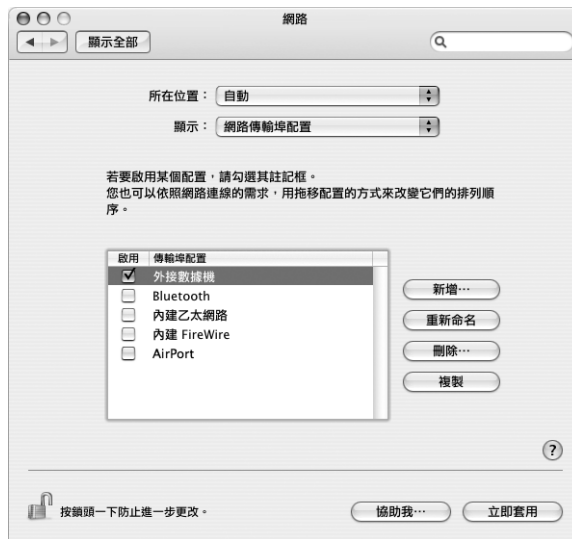 網路
顯示全部
所在位置： 自動
顯示： 網路傳輸埠配置
若要啟用某個配置，請勾選其註記框。
您也可以依照網路連線的需求，用拖移配置的方式來改變它們的排列順
序。
啟用 傳輸埠配置
外接數據機
Bluetooth
內建乙太網路
內建 FireWire
AirPort
新增…
重新命名
刪除…
複製
?
按鎖頭一下防止進一步更改。
協助我…
立即套用